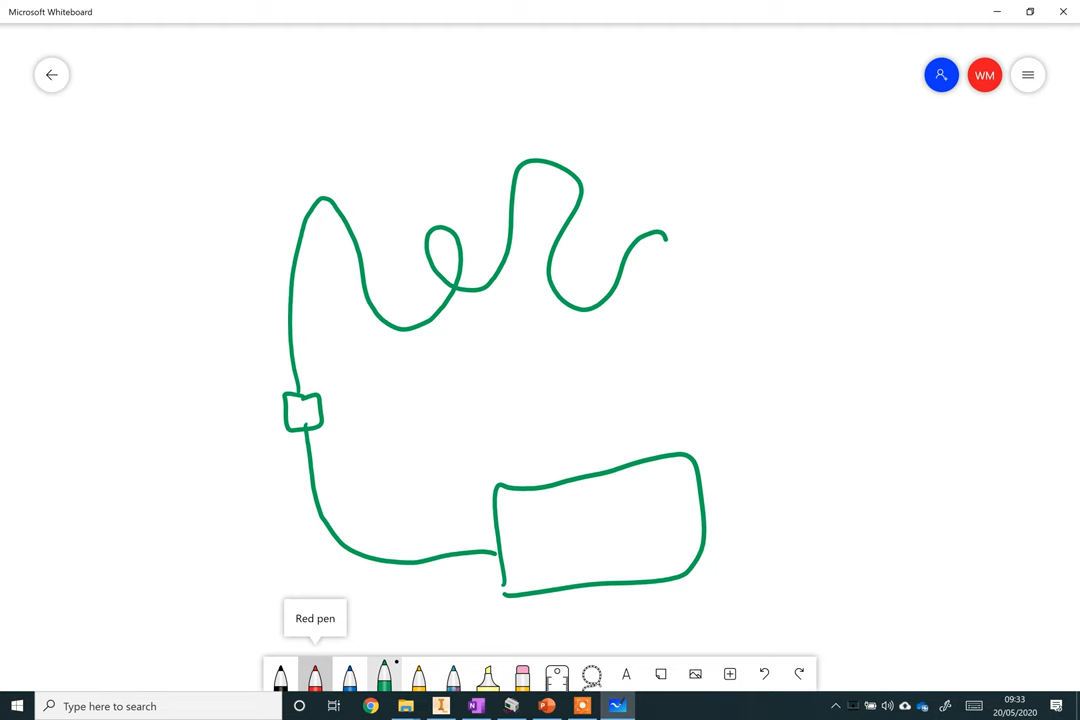 Microsoft Whiteboard
WM
Red pen
A
Type here to search
09:33
20/05/2020